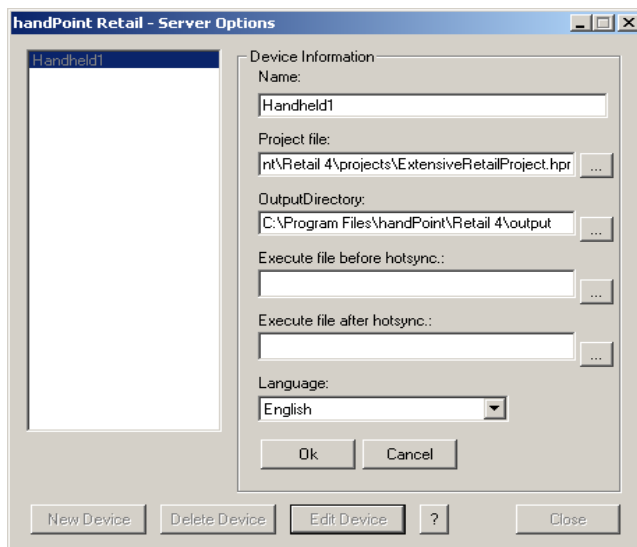 handPoint Retail - Server Options
Handheld1
Device Information
Name:
Handheld1
Project file:
nt\Retail 4\projects\ExtensiveRetailProject.hpr
...
OutputDirectory:
C:\Program Files\handPoint\Retail 4\output
...
Execute file before hotsync.:
...
Execute file after hotsync.:
...
Language:
English
Ok Cancel
New Device Delete Device Edit Device ? Close